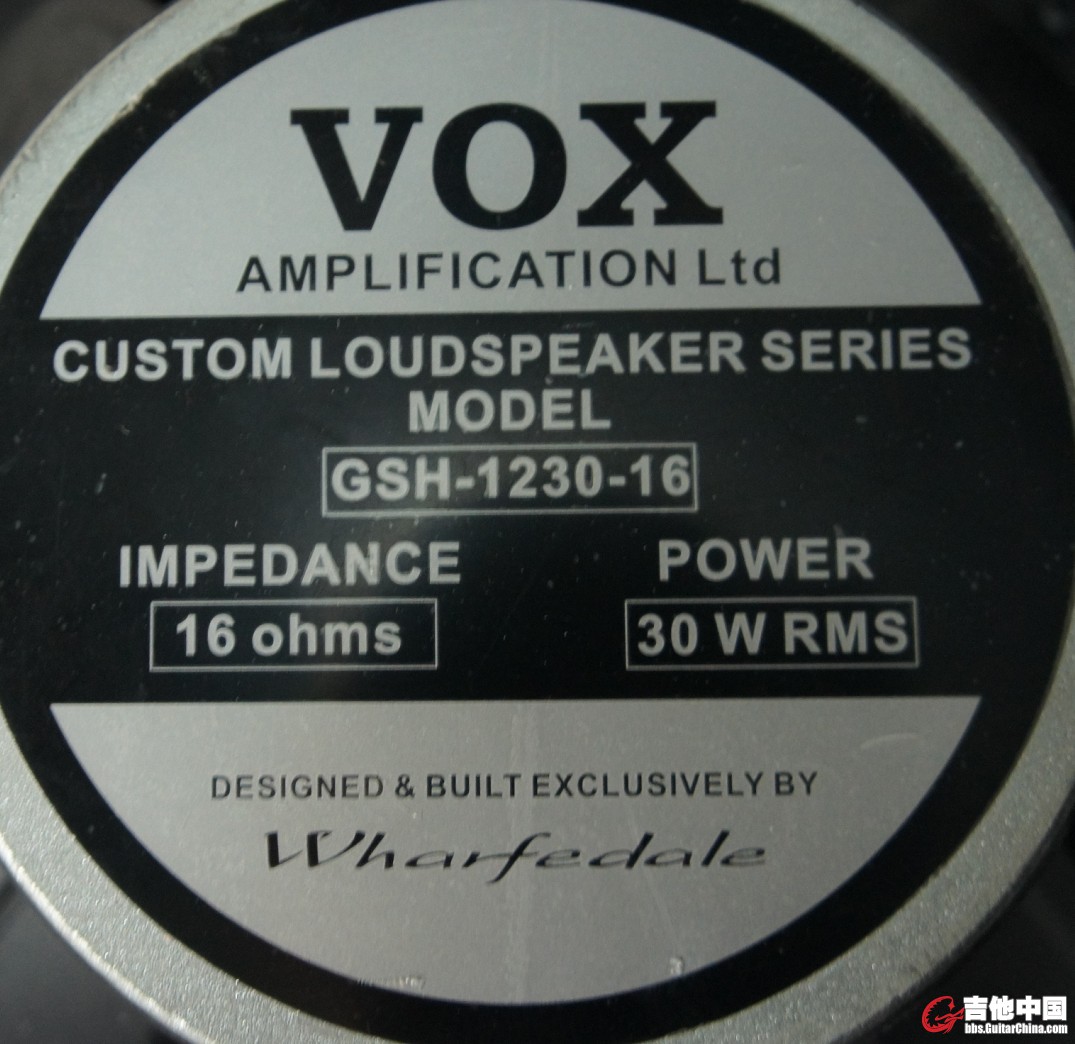 VOX
AMPLIFICATION Ltd
CUSTOM LOUDSPEAKER SERIES
MODEL
GSH-1230-16
IMPEDANCE POWER
16 ohms 30 W RMS
DESIGNED & BUILT EXCLUSIVELY BY
Wharfedale
吉他中国
bbs.GuitarChina.com